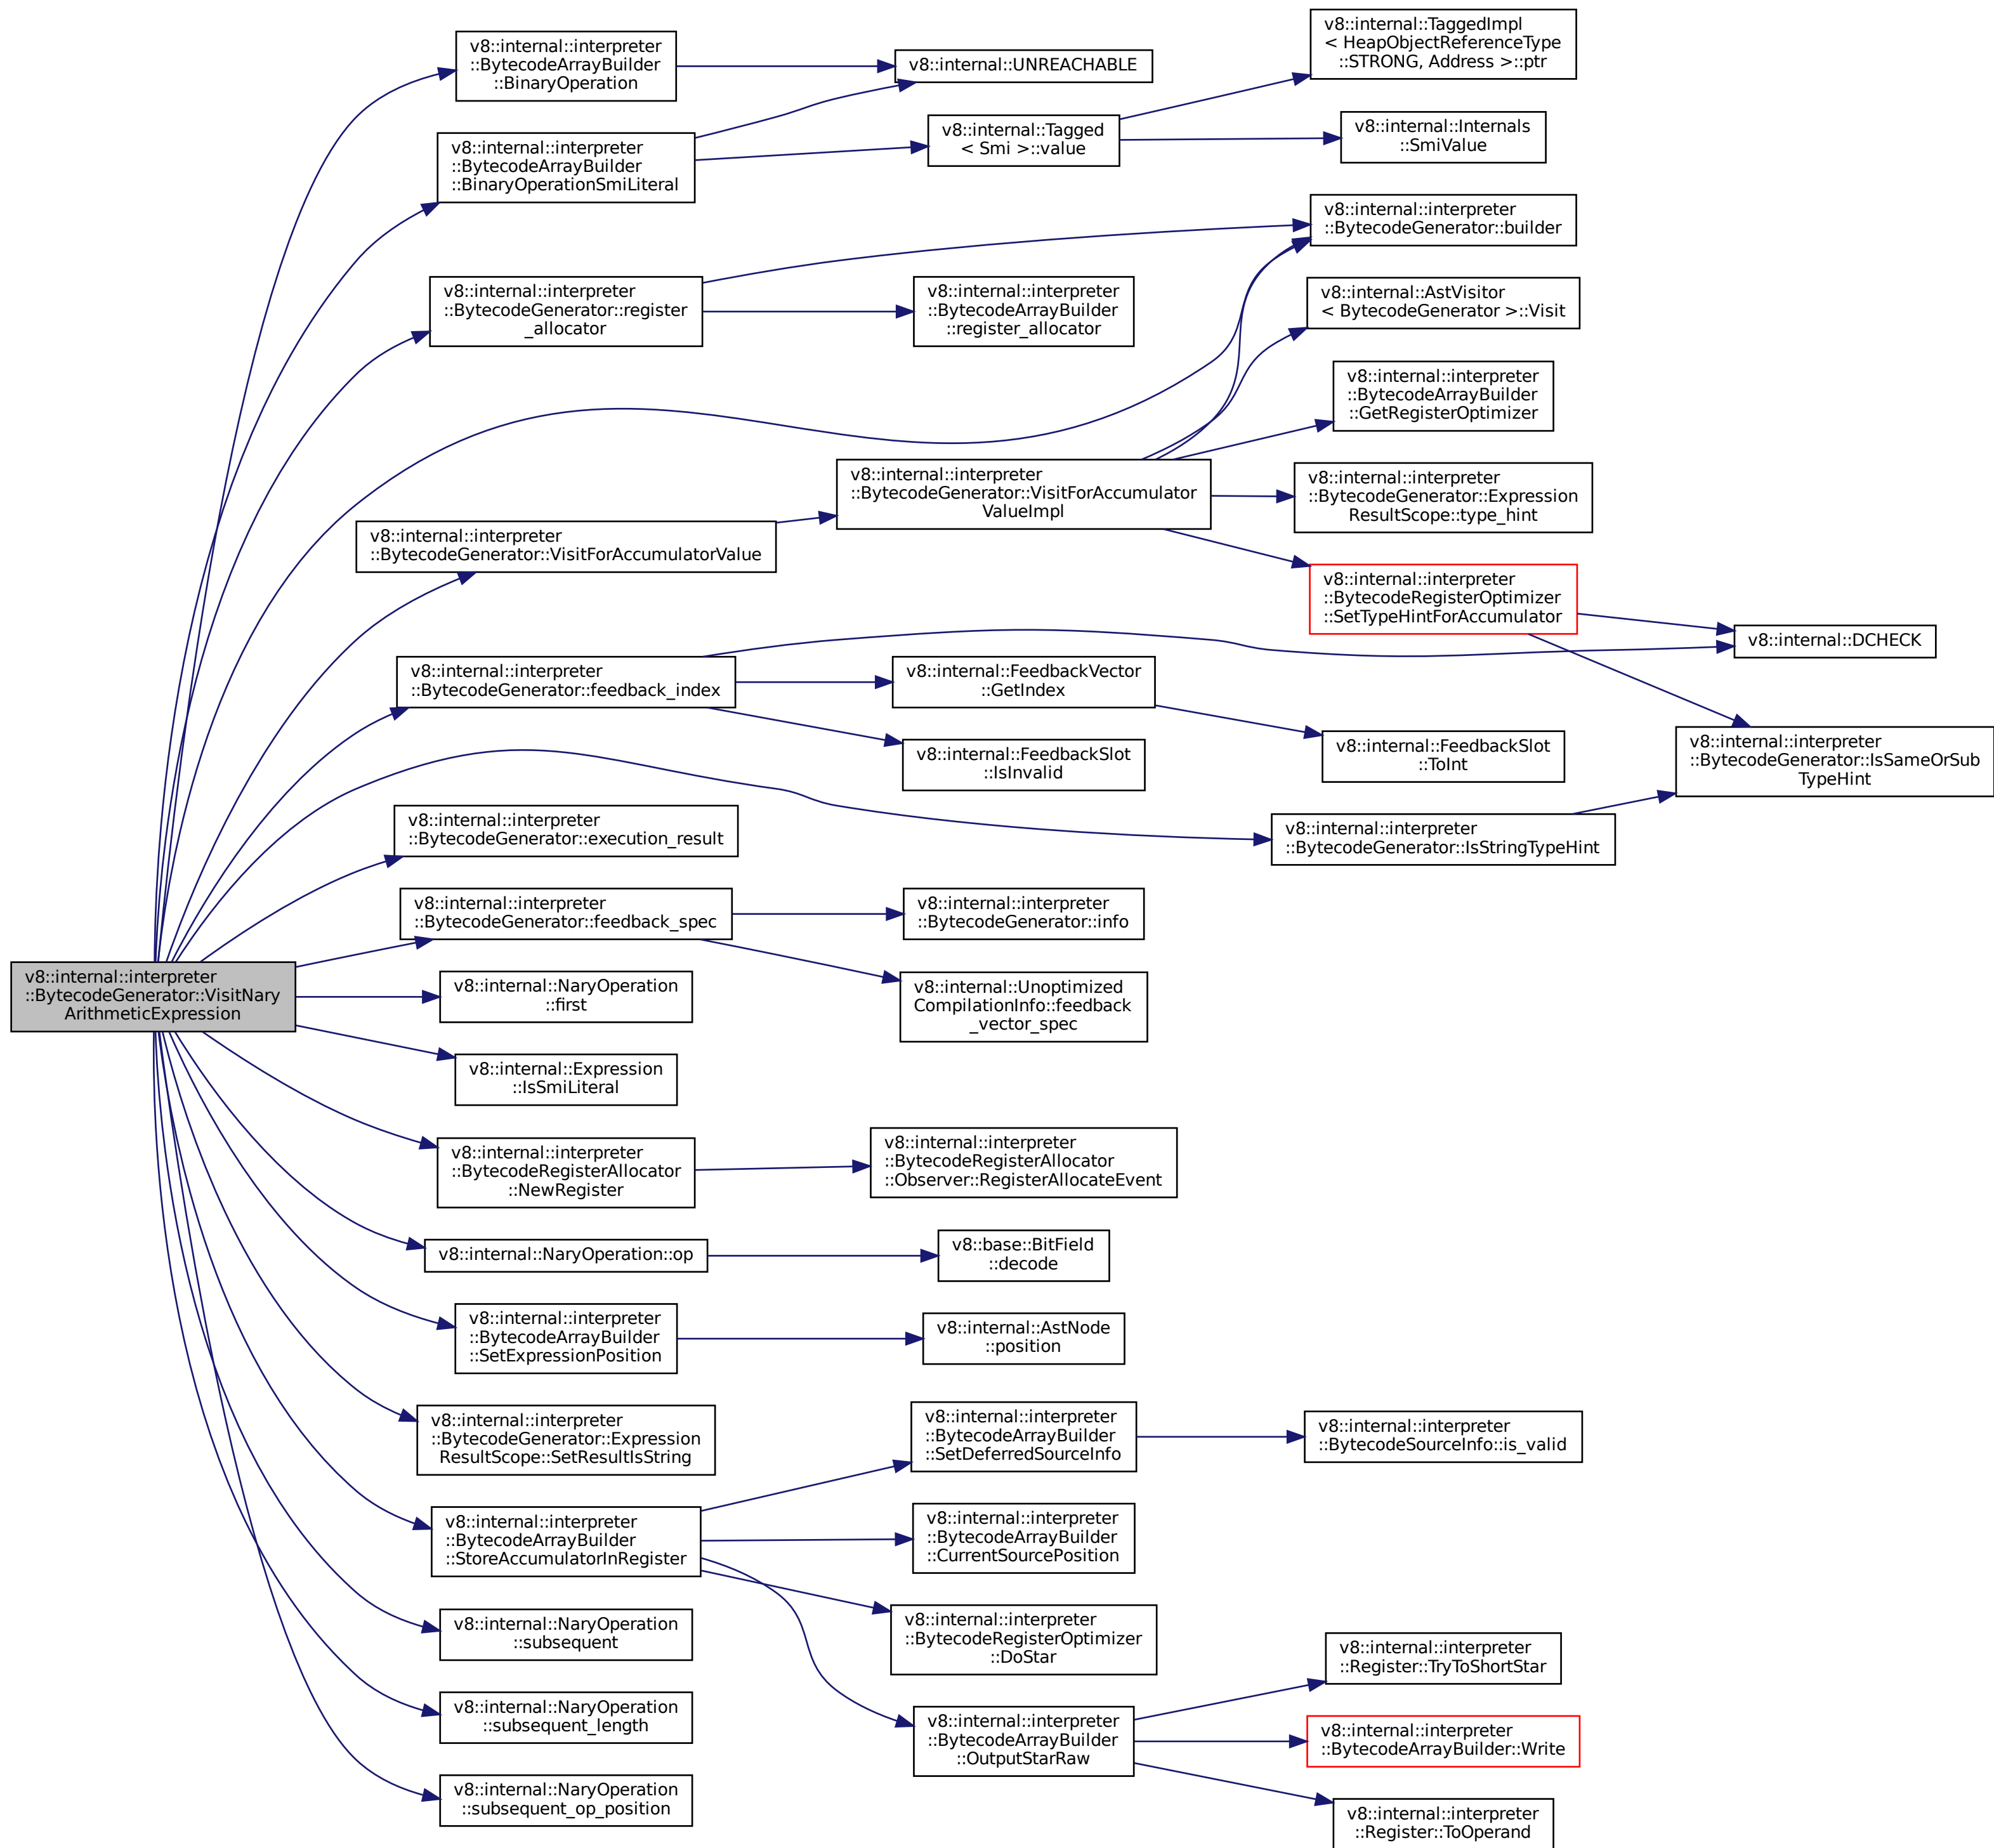 v8::internal::interpreter
::BytecodeGenerator::VisitNary
ArithmeticExpression
v8::internal::interpreter
::BytecodeArrayBuilder
::BinaryOperation
v8::internal::UNREACHABLE
v8::internal::interpreter
::BytecodeArrayBuilder
::BinaryOperationSmiLiteral
v8::internal::Tagged
< Smi >::value
v8::internal::TaggedImpl
< HeapObjectReferenceType
::STRONG, Address >::ptr
v8::internal::Internals
::SmiValue
v8::internal::interpreter
::BytecodeGenerator::builder
v8::internal::interpreter
::BytecodeGenerator::register
_allocator
v8::internal::interpreter
::BytecodeArrayBuilder
::register_allocator
v8::internal::AstVisitor
< BytecodeGenerator >::Visit
v8::internal::interpreter
::BytecodeArrayBuilder
::GetRegisterOptimizer
v8::internal::interpreter
::BytecodeGenerator::VisitForAccumulator
ValueImpl
v8::internal::interpreter
::BytecodeGenerator::Expression
ResultScope::type_hint
v8::internal::interpreter
::BytecodeGenerator::VisitForAccumulatorValue
v8::internal::interpreter
::BytecodeRegisterOptimizer
::SetTypeHintForAccumulator
v8::internal::DCHECK
v8::internal::interpreter
::BytecodeGenerator::feedback_index
v8::internal::FeedbackVector
::GetIndex
v8::internal::FeedbackSlot
::IsInvalid
v8::internal::FeedbackSlot
::ToInt
v8::internal::interpreter
::BytecodeGenerator::IsSameOrSub
TypeHint
v8::internal::interpreter
::BytecodeGenerator::IsStringTypeHint
v8::internal::interpreter
::BytecodeGenerator::execution_result
v8::internal::interpreter
::BytecodeGenerator::feedback_spec
v8::internal::interpreter
::BytecodeGenerator::info
v8::internal::Unoptimized
CompilationInfo::feedback
_vector_spec
v8::internal::NaryOperation
::first
v8::internal::Expression
::IsSmiLiteral
v8::internal::interpreter
::BytecodeRegisterAllocator
::NewRegister
v8::internal::interpreter
::BytecodeRegisterAllocator
::Observer::RegisterAllocateEvent
v8::internal::NaryOperation::op
v8::base::BitField
::decode
v8::internal::interpreter
::BytecodeArrayBuilder
::SetExpressionPosition
v8::internal::AstNode
::position
v8::internal::interpreter
::BytecodeGenerator::Expression
ResultScope::SetResultIsString
v8::internal::interpreter
::BytecodeArrayBuilder
::StoreAccumulatorInRegister
v8::internal::interpreter
::BytecodeArrayBuilder
::SetDeferredSourceInfo
v8::internal::interpreter
::BytecodeSourceInfo::is_valid
v8::internal::interpreter
::BytecodeArrayBuilder
::CurrentSourcePosition
v8::internal::interpreter
::BytecodeRegisterOptimizer
::DoStar
v8::internal::interpreter
::BytecodeArrayBuilder
::OutputStarRaw
v8::internal::interpreter
::Register::TryToShortStar
v8::internal::interpreter
::BytecodeArrayBuilder::Write
v8::internal::interpreter
::Register::ToOperand
v8::internal::NaryOperation
::subsequent
v8::internal::NaryOperation
::subsequent_length
v8::internal::NaryOperation
::subsequent_op_position